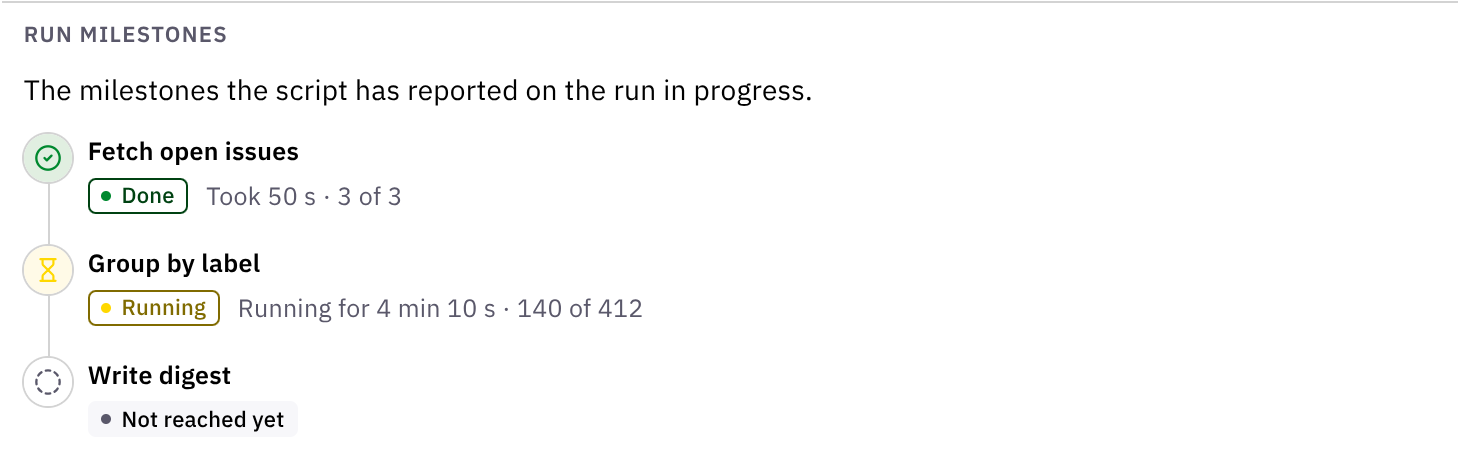 RUN MILESTONES
The milestones the script has reported on the run in progress.
Fetch open issues
Done Took 50 s · 3 of 3
Group by label
Running Running for 4 min 10 s · 140 of 412
Write digest
Not reached yet